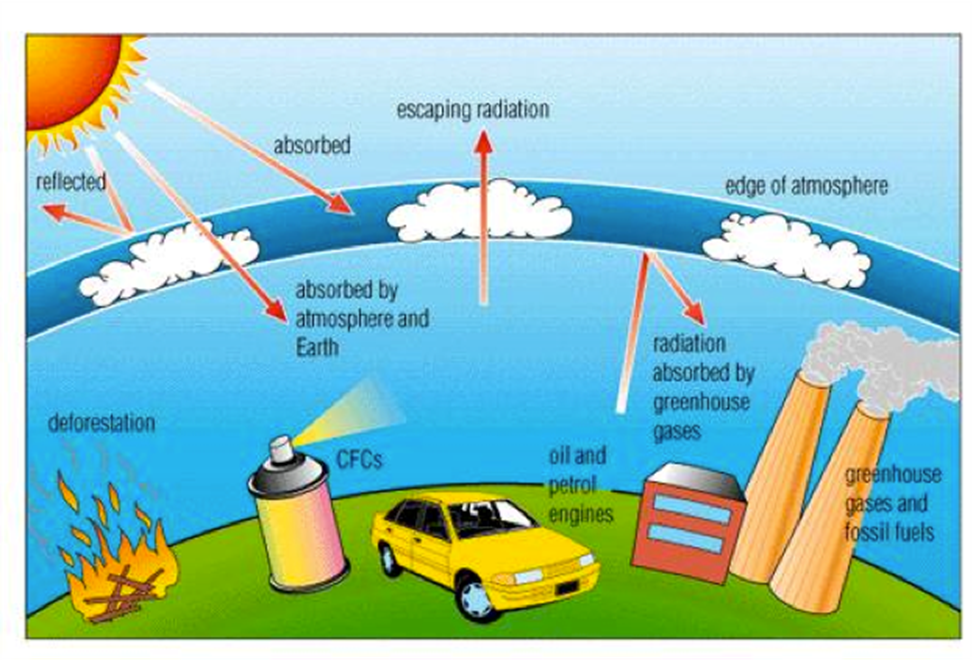 escaping radiation
absorbed
reflected
edge of atmosphere
absorbed by
atmosphere and
Earth
radiation
absorbed by
greenhouse
gases
deforestation
CFCs
oil and
petrol
engines
greenhouse
gases and
fossil fuels